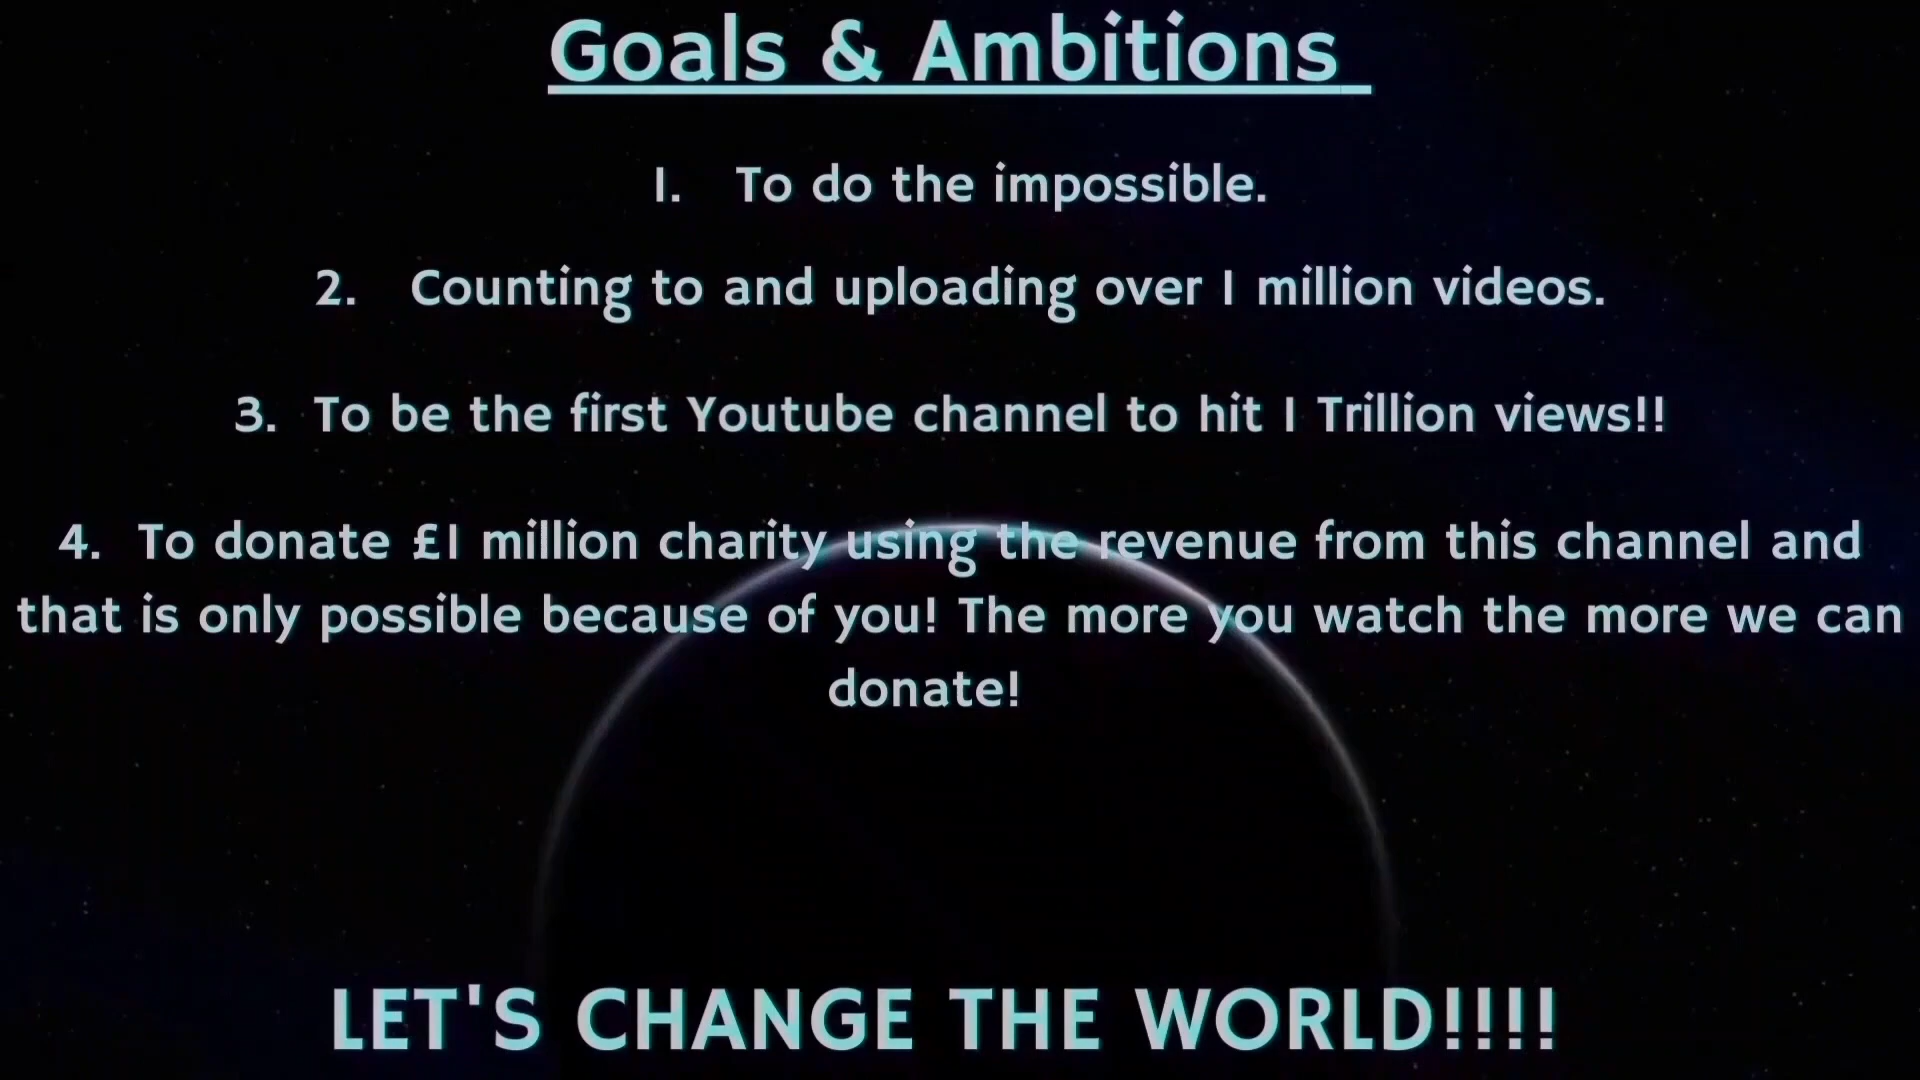 Goals & Ambitions
1. To do the impossible.
2. Counting to and uploading over 1 million videos.
3. To be the first Youtube channel to hit 1 Trillion views!!
4. To donate £1 million charity using the revenue from this channel and
that is only possible because of you! The more you watch the more we can
donate!
LET'S CHANGE THE WORLD!!!!